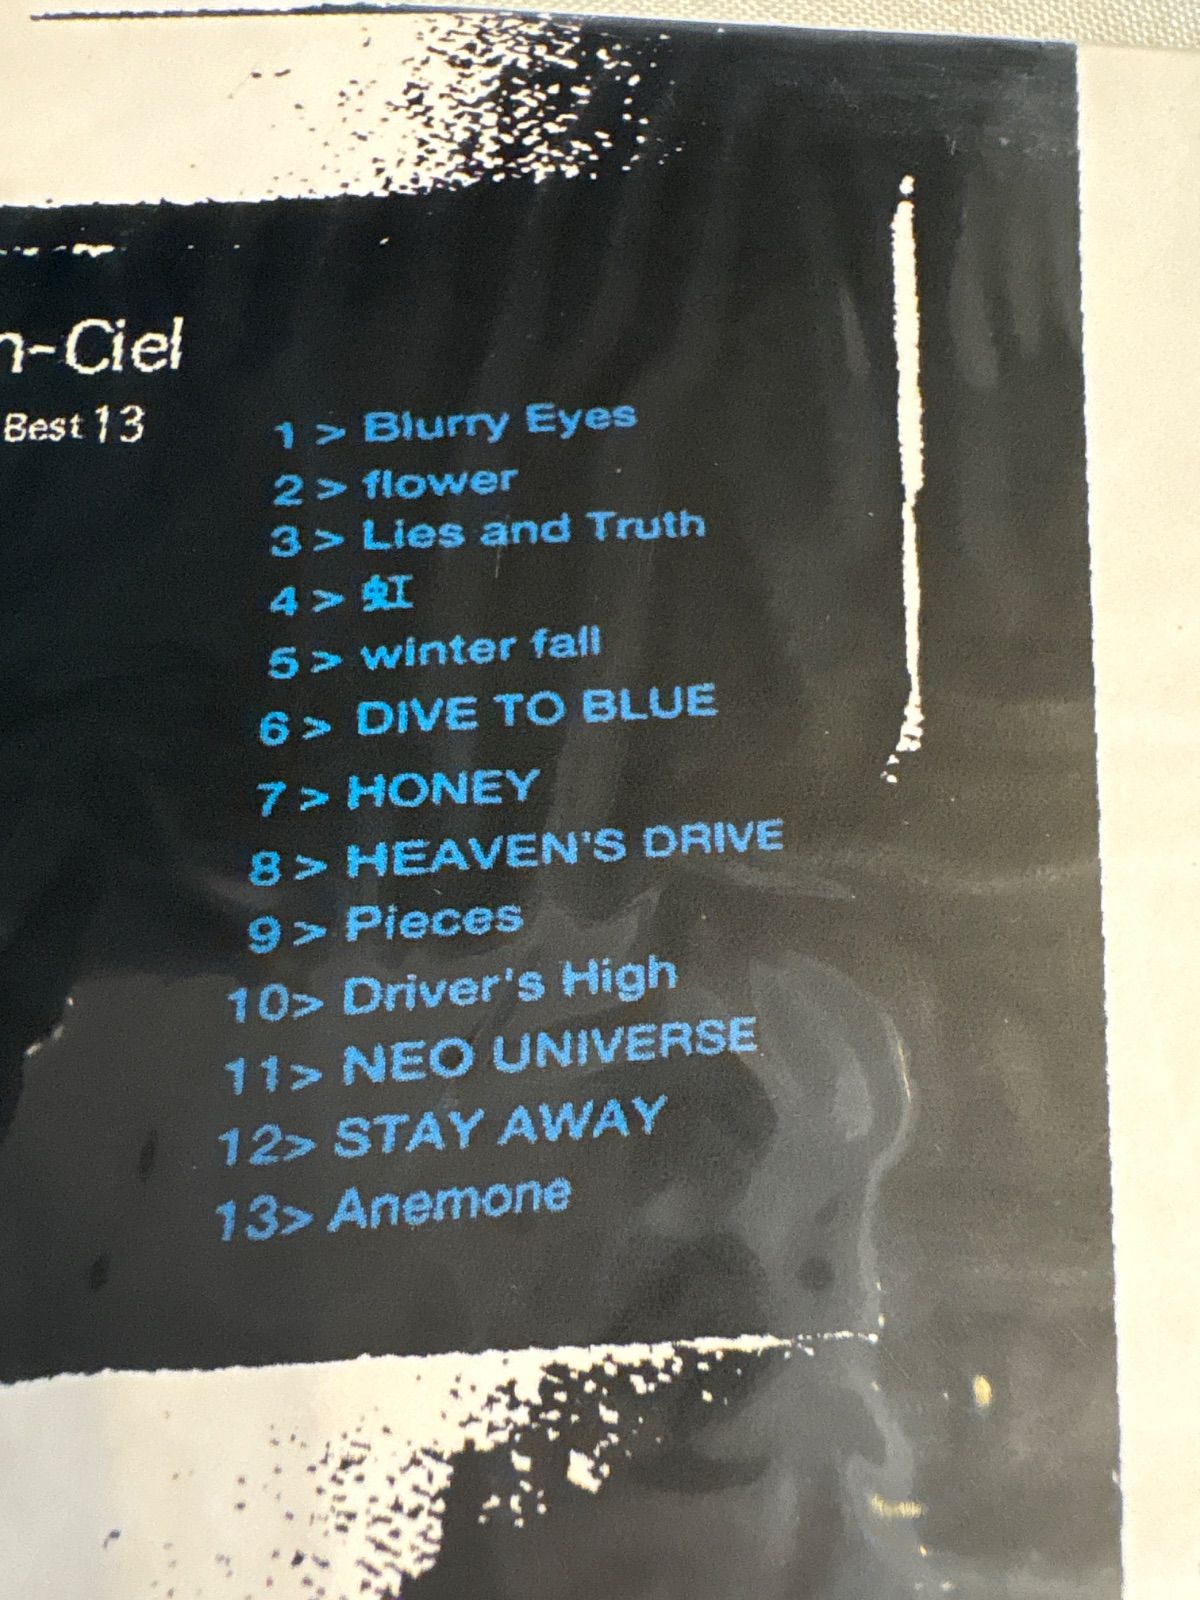 n-Ciel
Best 13
1 > Blurry Eyes
2 > flower
3 > Lies and Truth
4 > 虹
5 > winter fall
6 > DIVE TO BLUE
7 > HONEY
8 > HEAVEN'S DRIVE
9 > Pieces
10> Driver's High
11> NEO UNIVERSE
12> STAY AWAY
13> Anemone